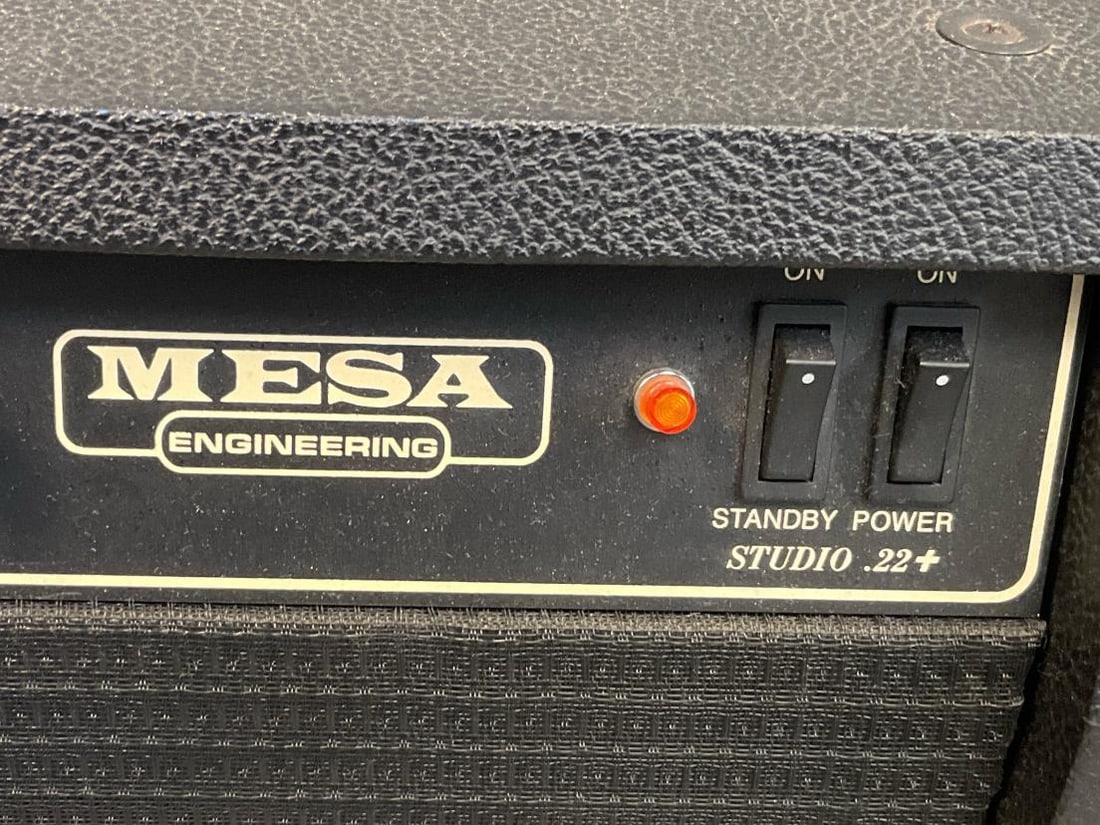 ON ON
MESA
ENGINEERING
STANDBY POWER
STUDIO .22+